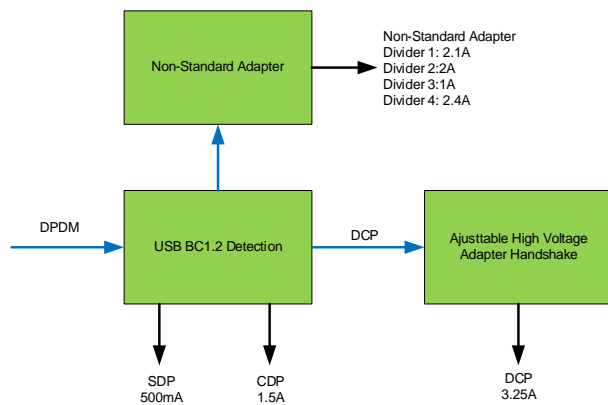 Non-Standard Adapter
Non-Standard Adapter
Divider 1: 2.1A
Divider 2:2A
Divider 3:1A
Divider 4: 2.4A
DPDM
USB BC1.2 Detection
DCP
Ajusttable High Voltage
Adapter Handshake
SDP
500mA
CDP
1.5A
DCP
3.25A